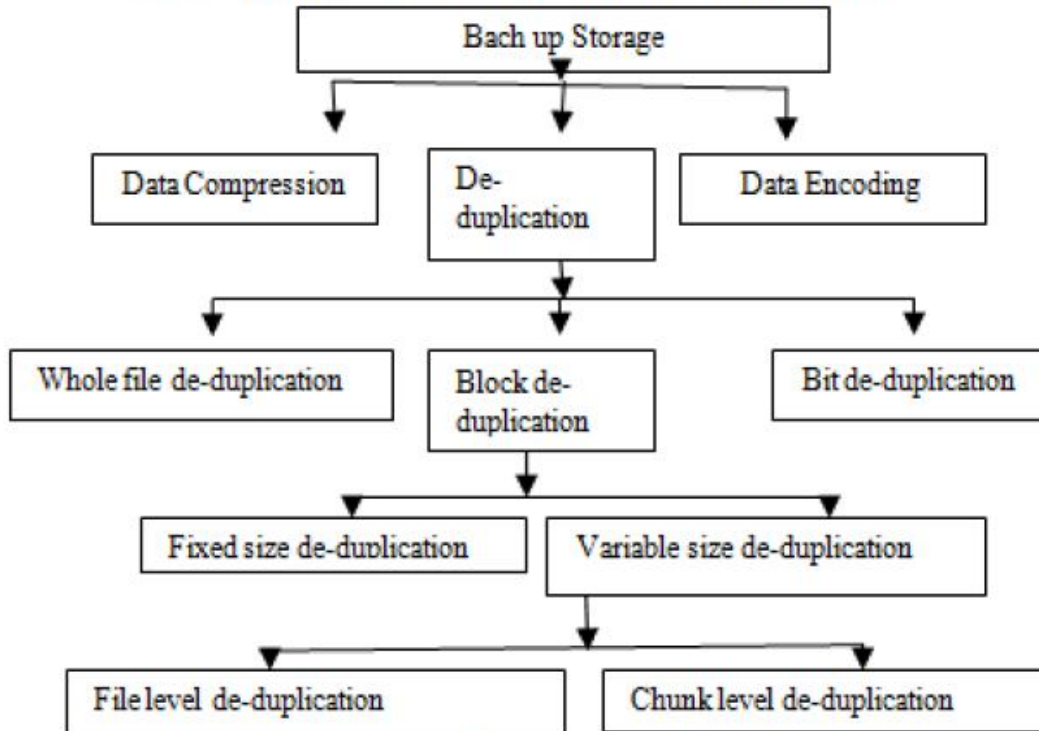 Bach up Storage
Data Compression
De-
duplication
Data Encoding
Whole file de-duplication
Block de-
duplication
Bit de-duplication
Fixed size de-duplication
Variable size de-duplication
File level de-duplication
Chunk level de-duplication